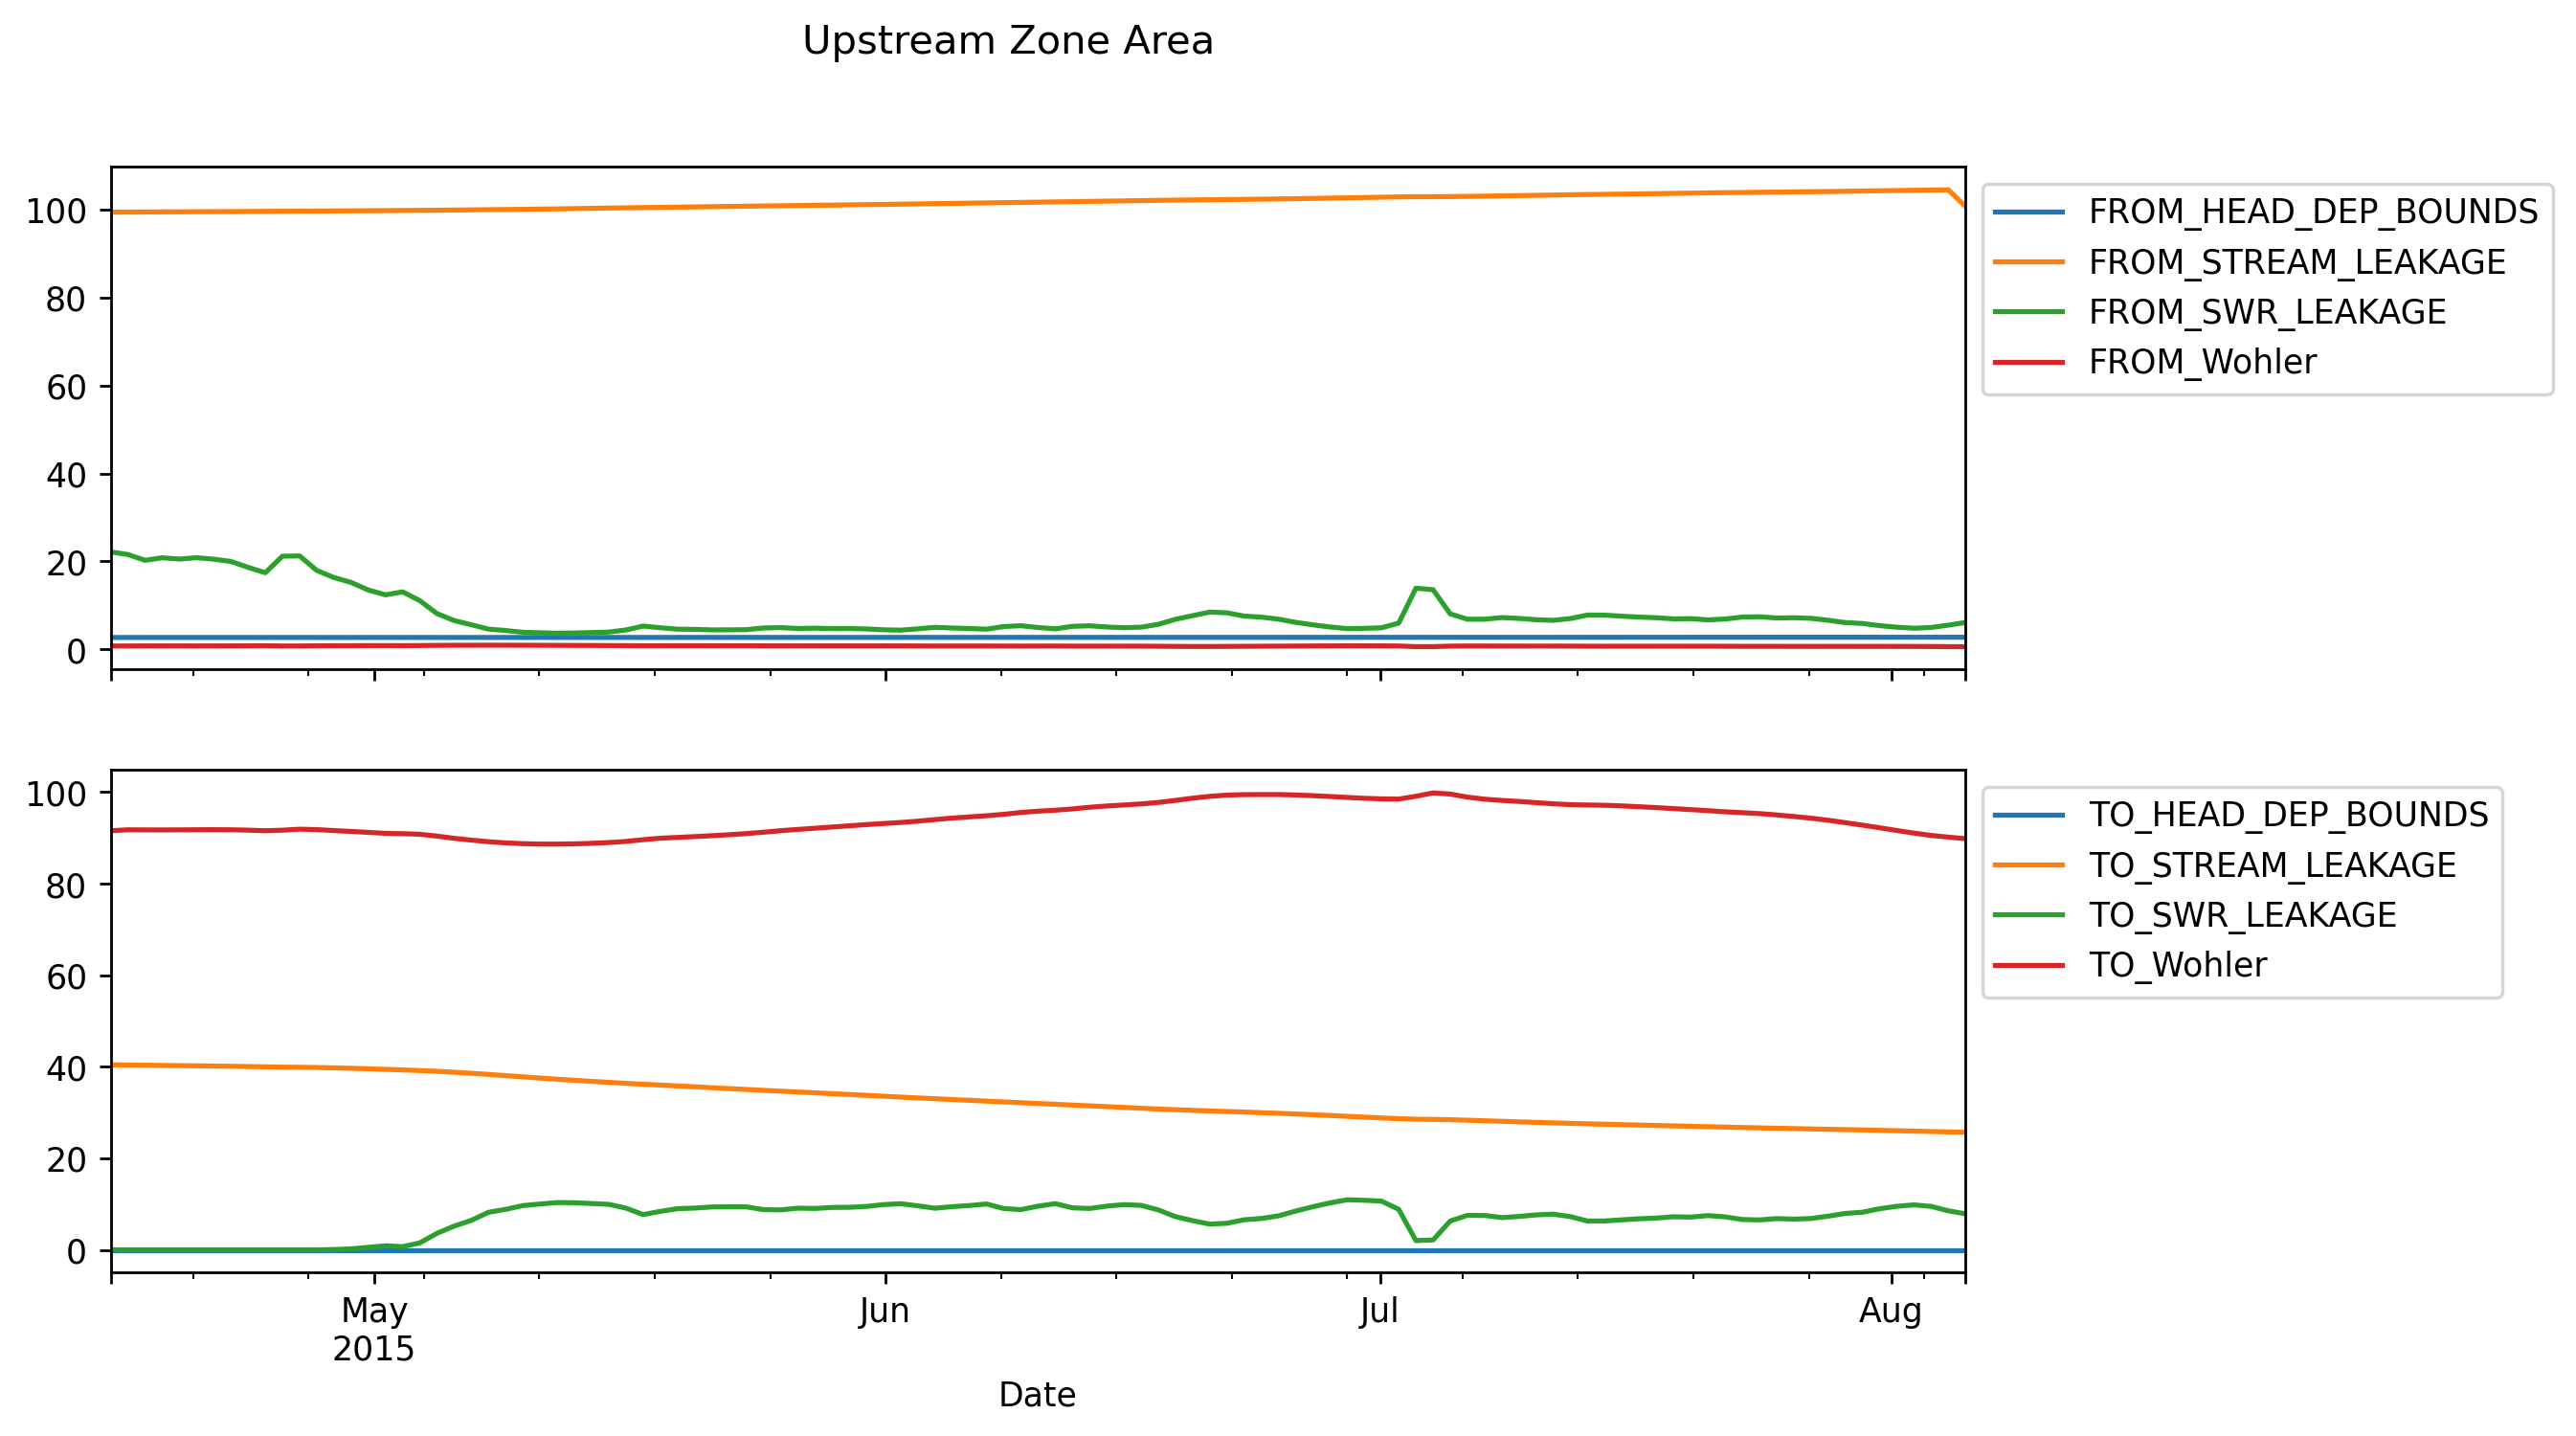 Upstream Zone Area
100
80
60
40
20
0
FROM_HEAD_DEP_BOUNDS
FROM_STREAM_LEAKAGE
FROM_SWR_LEAKAGE
FROM_Wohler
100
80
60
40
20
0
TO_HEAD_DEP_BOUNDS
TO_STREAM_LEAKAGE
TO_SWR_LEAKAGE
TO_Wohler
May Jun Jul Aug
2015
Date